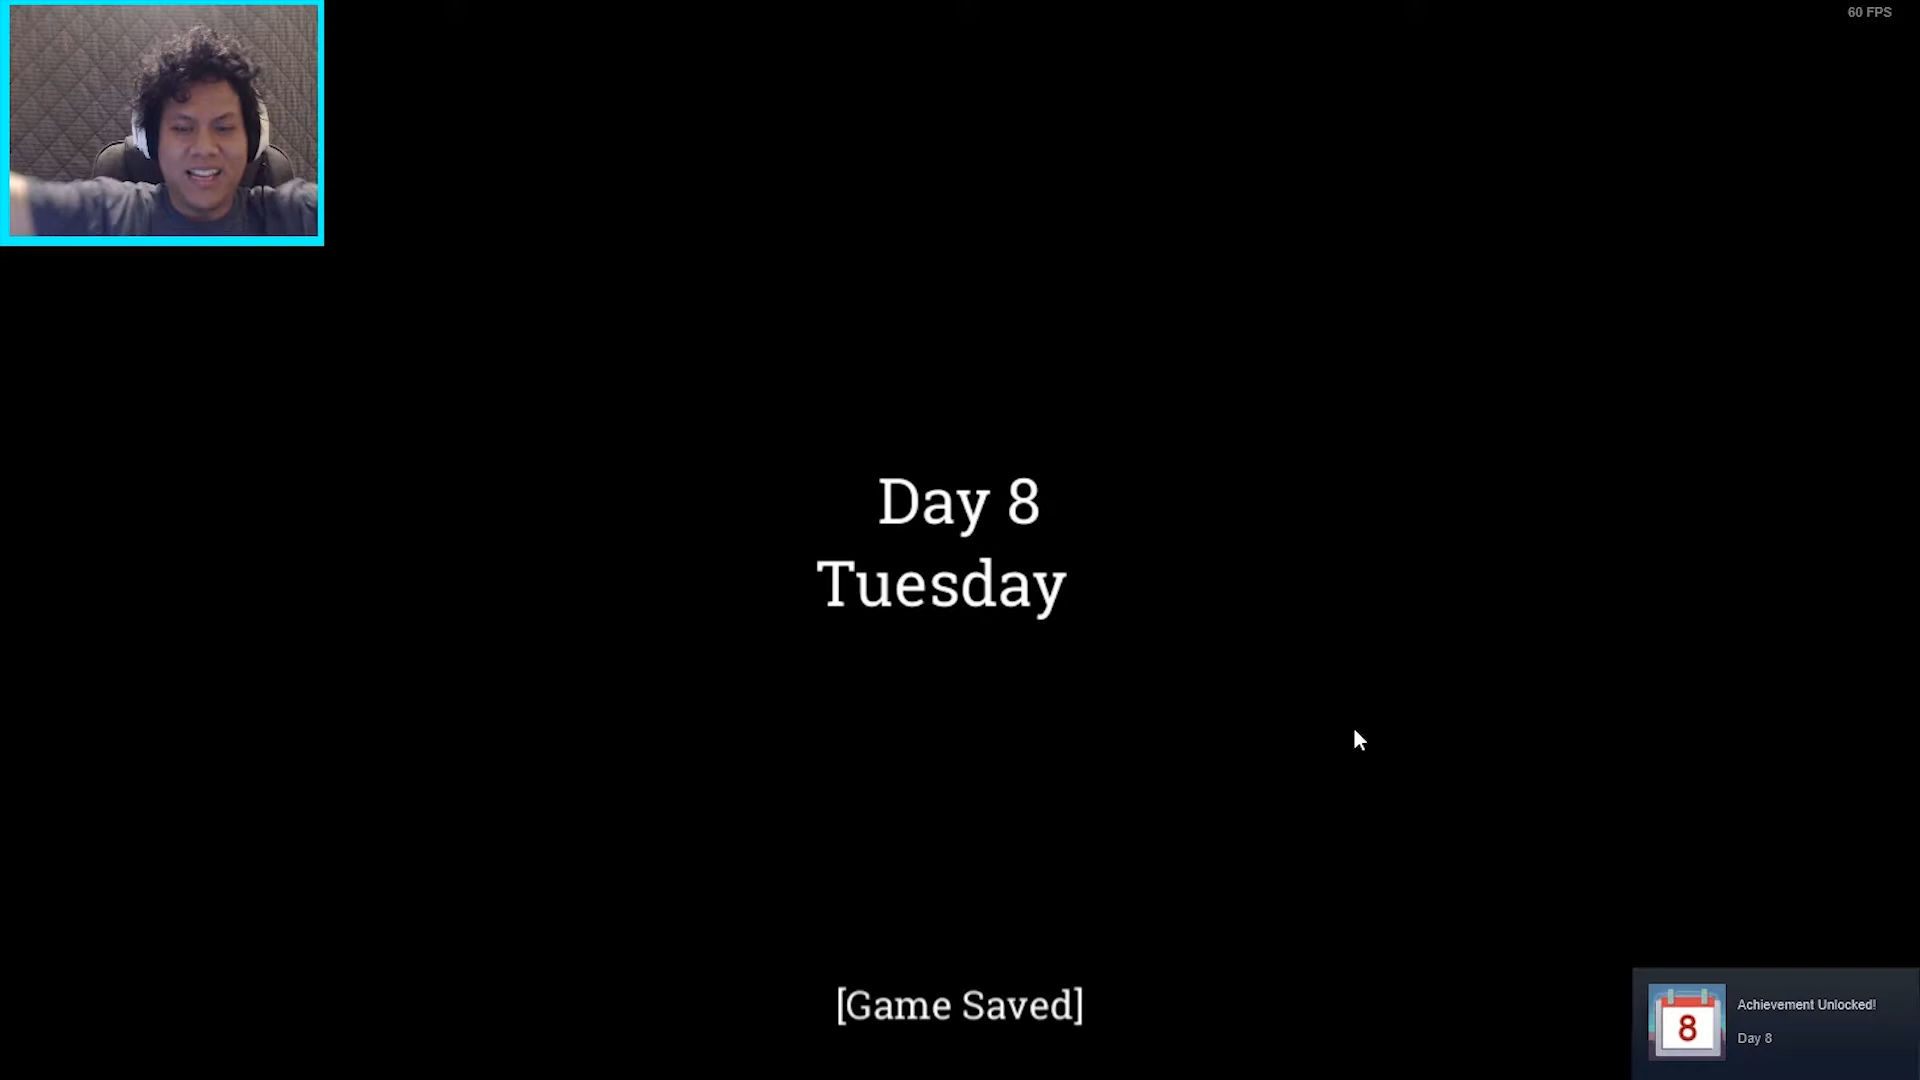 60 FPS
Day 8
Tuesday
[Game Saved]
Achievement Unlocked!
8
Day 8